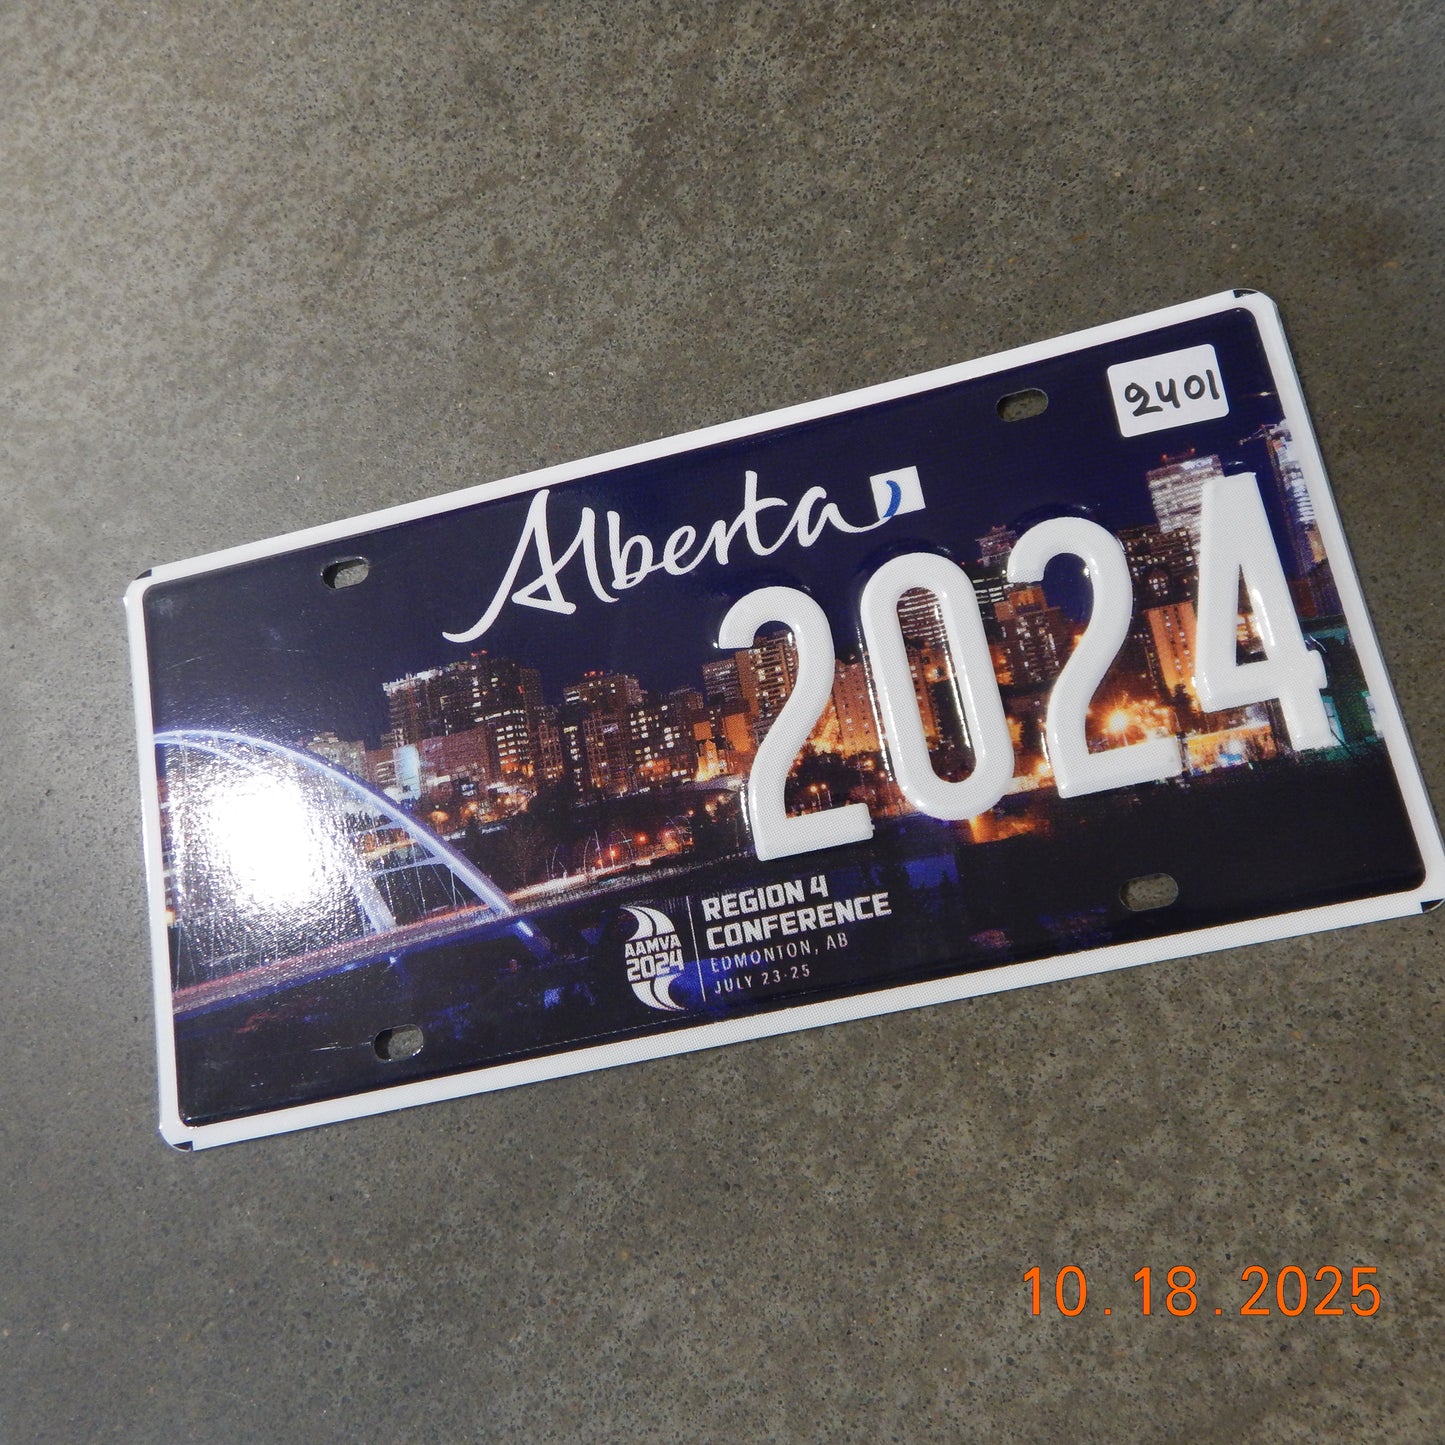 2401
Alberta
2024
AAMVA
2024
REGION 4
CONFERENCE
EDMONTON, AB
JULY 23-25
10.18.2025